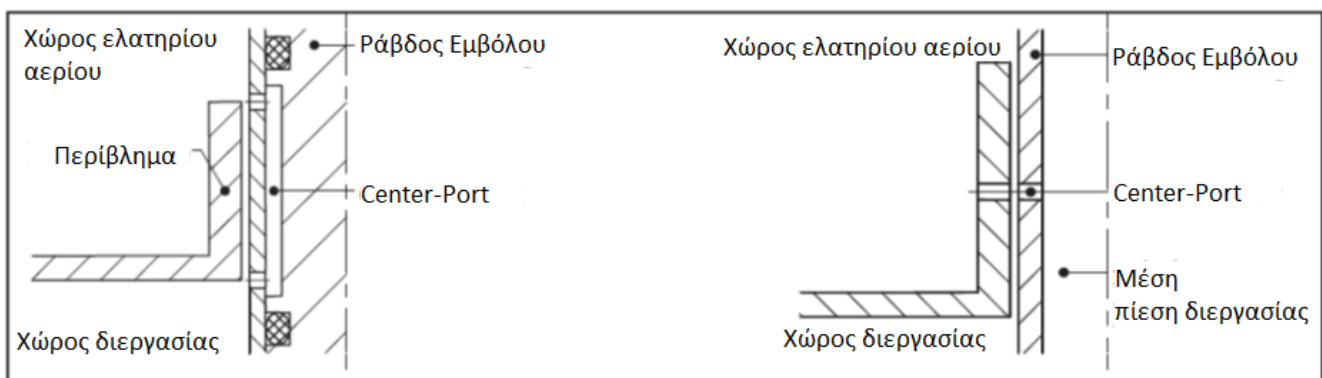 Χώρος ελατηρίου
αερίου
Ράβδος Εμβόλου
Περίβλημα
Center-Port
Χώρος διεργασίας
Χώρος ελατηρίου αερίου
Ράβδος Εμβόλου
Center-Port
Μέση
πίεση διεργασίας
Χώρος διεργασίας